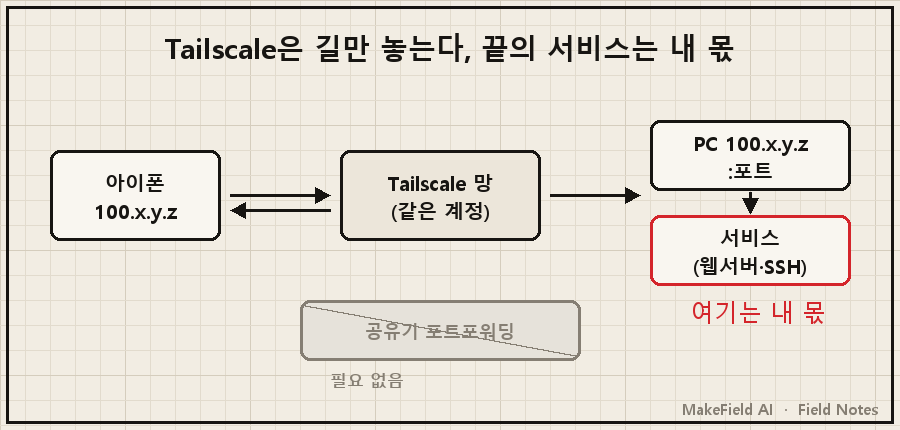 Tailscale은 길만 놓는다, 끝의 서비스는 내 몫
아이폰
100.x.y.z
Tailscale 망
(같은 계정)
PC 100.x.y.z
:포트
서비스
(웹서버·SSH)
여기는 내 몫
공유기 포트포워딩
필요 없음
MakeField AI · Field Notes